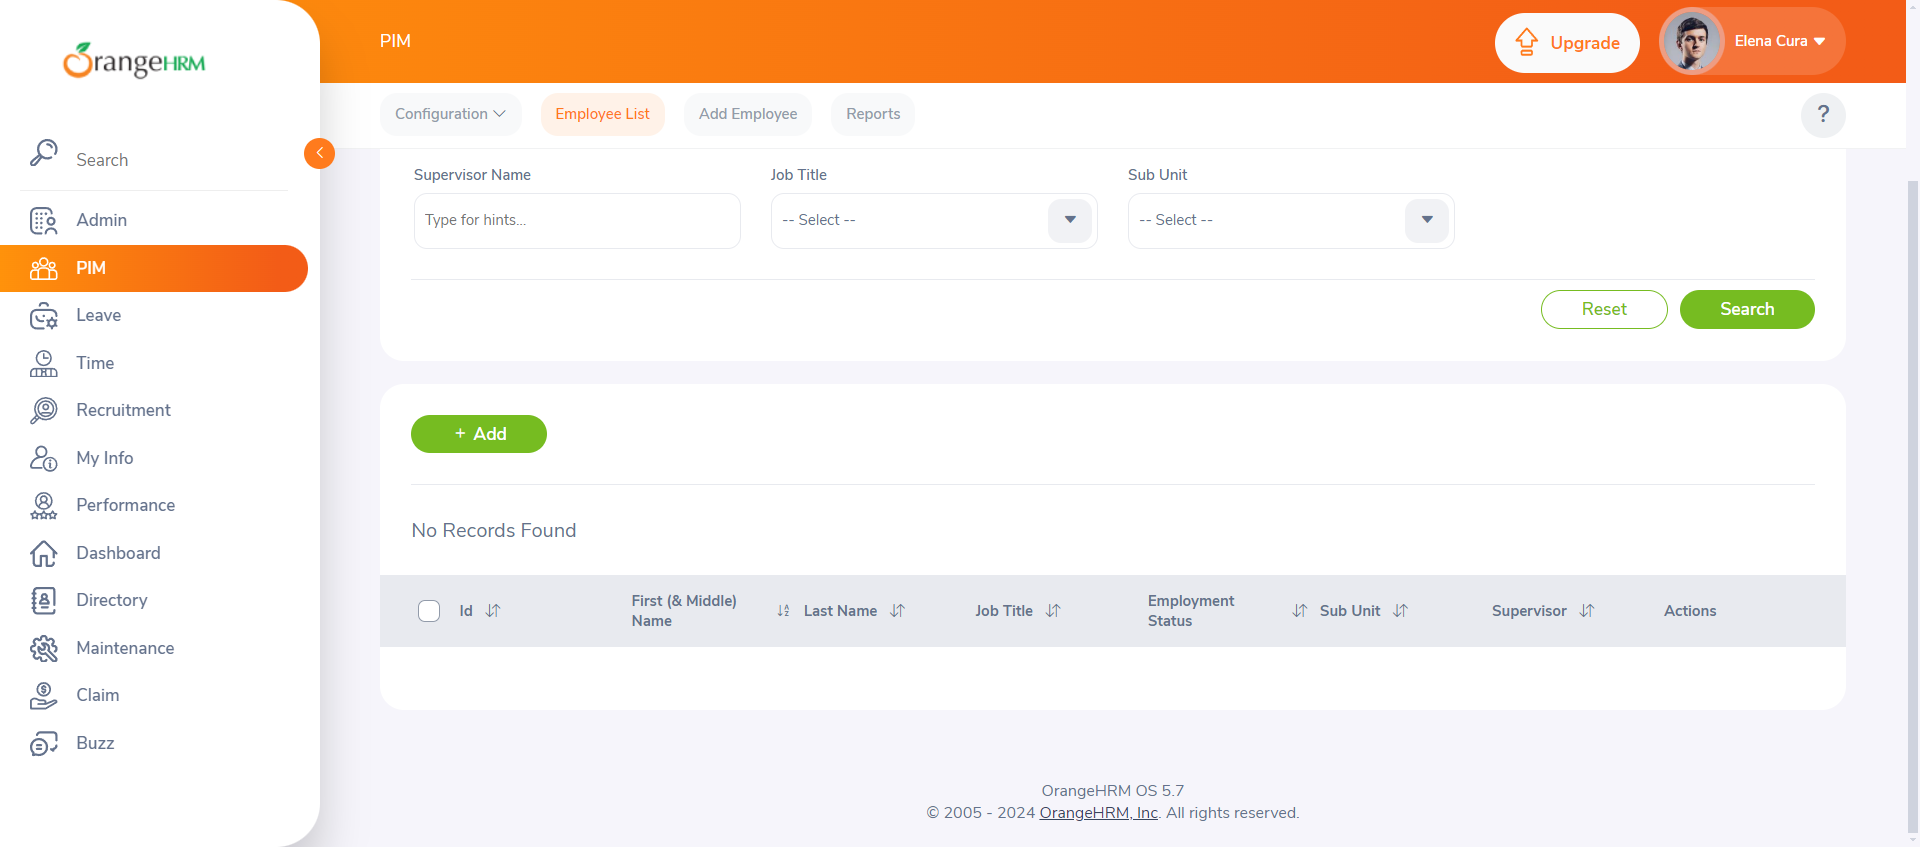 OrangeHRM
PIM
Upgrade
Elena Cura
Configuration
Employee List
Add Employee
Reports
?
Search
Admin
PIM
Leave
Time
Recruitment
My Info
Performance
Dashboard
Directory
Maintenance
Claim
Buzz
Supervisor Name
Job Title
Sub Unit
Type for hints...
-- Select --
-- Select --
Reset
Search
+ Add
No Records Found
Id
First (& Middle)
Name
Last Name
Job Title
Employment
Status
Sub Unit
Supervisor
Actions
OrangeHRM OS 5.7
© 2005 - 2024 OrangeHRM, Inc. All rights reserved.